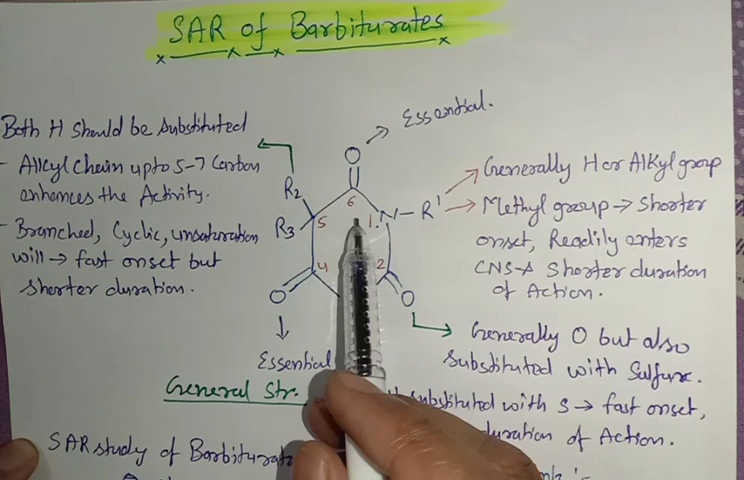 SAR of Barbiturates
Both H should be substituted
- Alkyl chain upto 5-7 Carbon
enhances the Activity.
- Branched, Cyclic, unsaturation
will → fast onset but
shorter duration.
Essential.
O
R2
R3
6
5
1
N - R'
4
2
O
O
Essential
→ Generally H or Alkyl group
→ Methyl group → Shorter
onset, Readily enters
CNS → Shorter duration
of Action.
→ Generally O but also
substituted with Sulfur.
substituted with S → fast onset,
duration of Action.
General Str.
SAR study of Barbiturate